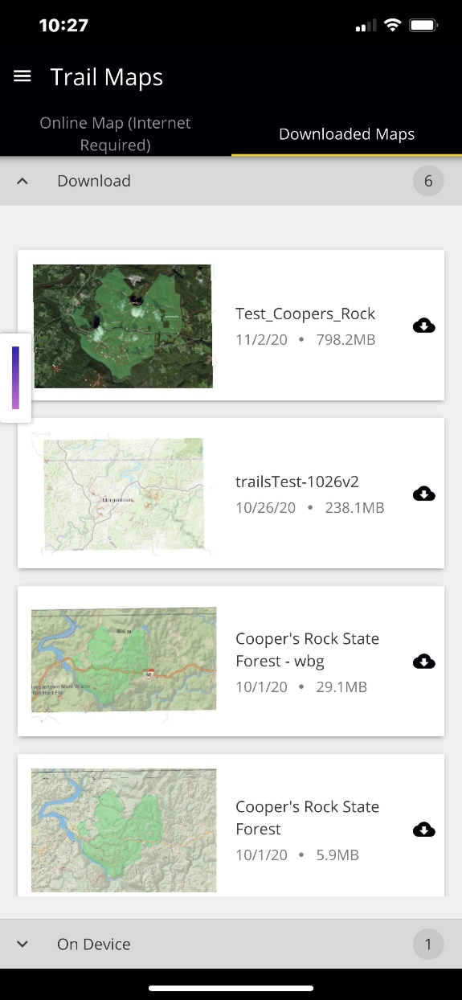 10:27
Trail Maps
Online Map (Internet
Required)
Downloaded Maps
Download
6
Test_Coopers_Rock
11/2/20 • 798.2MB
trailsTest-1026v2
10/26/20 • 238.1MB
Morgantown
Cooper's Rock State
Forest - wbg
10/1/20 • 29.1MB
68
Cooper's Rock State
Forest
10/1/20 • 5.9MB
On Device
1